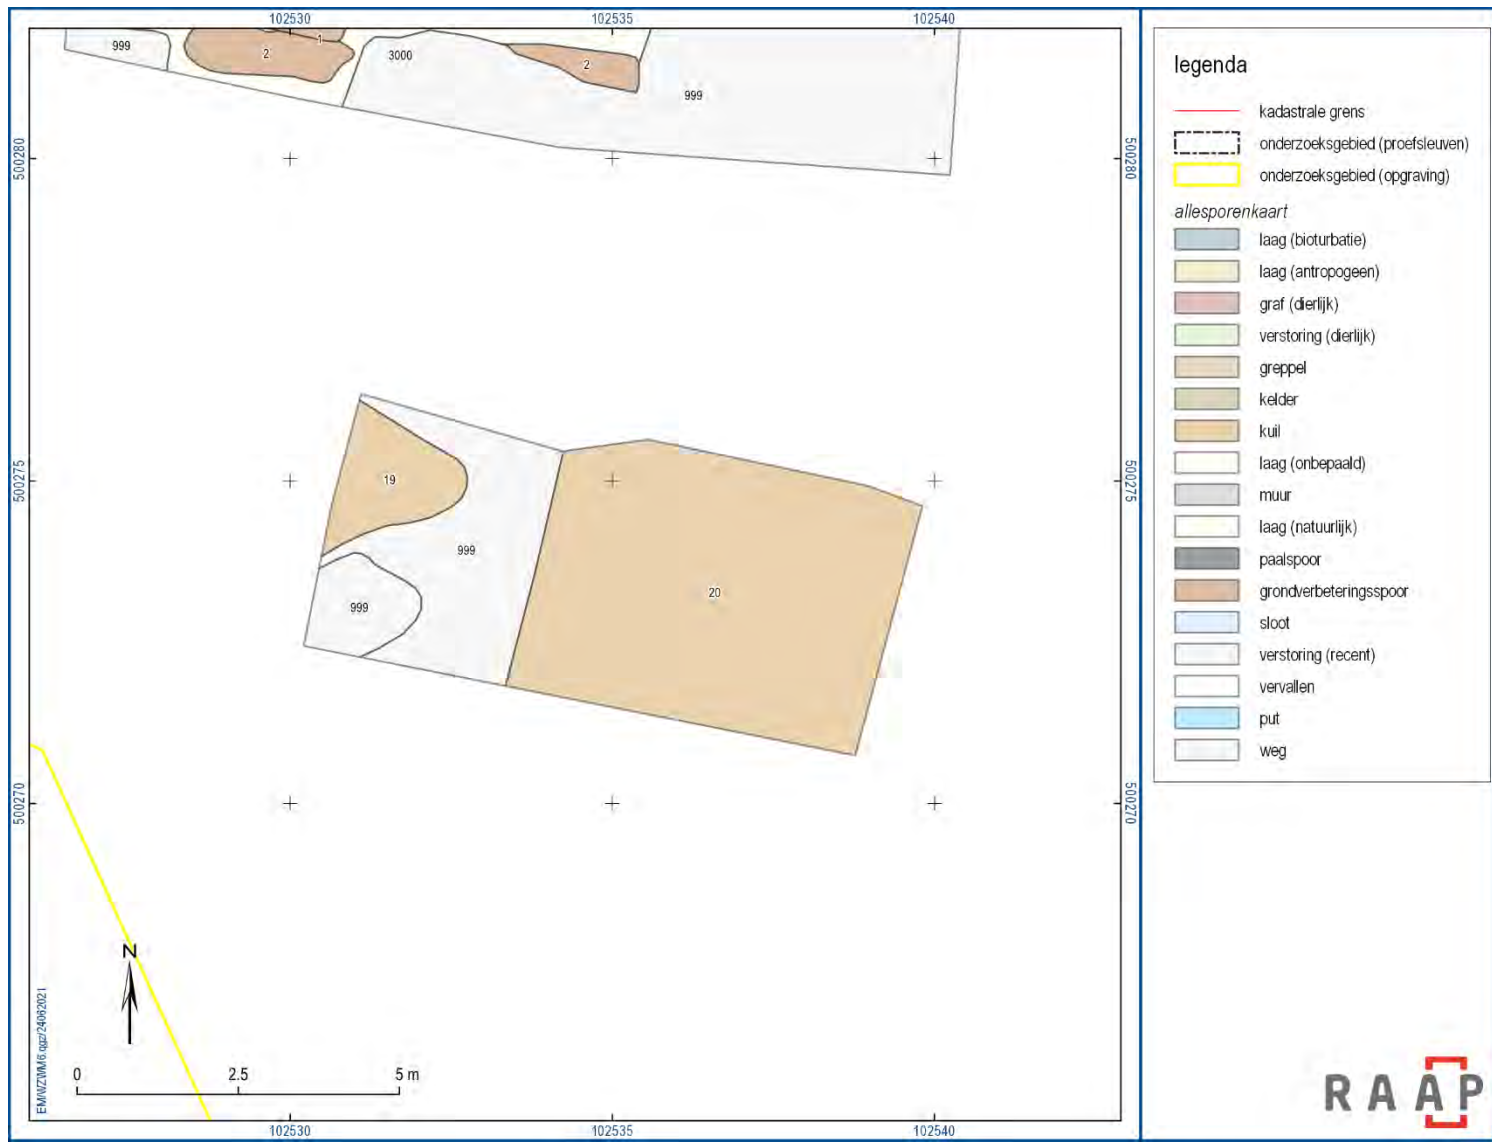 102530 102535 102540
999 2 1 3000 2 999
500280 500280
500275 500275
19
999
999
20
500270 500270
N
EM/WZWM6.qgz/24062021
0 2.5 5 m
102530 102535 102540
legenda
kadastrale grens
onderzoeksgebied (proefsleuven)
onderzoeksgebied (opgraving)
allesporenkaart
laag (bioturbatie)
laag (antropogeen)
graf (dierlijk)
verstoring (dierlijk)
greppel
kelder
kuil
laag (onbepaald)
muur
laag (natuurlijk)
paalspoor
grondverbeteringsspoor
sloot
verstoring (recent)
vervallen
put
weg
RAAP